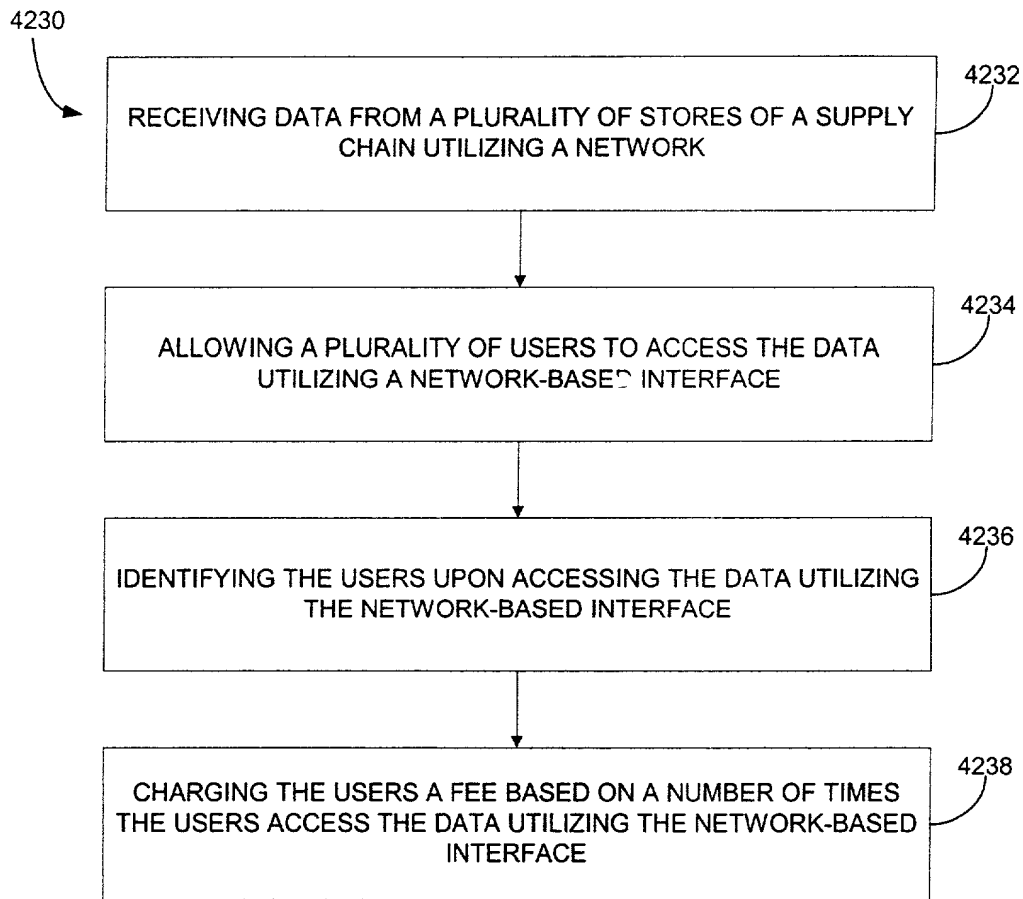 4230
4232
RECEIVING DATA FROM A PLURALITY OF STORES OF A SUPPLY
CHAIN UTILIZING A NETWORK
4234
ALLOWING A PLURALITY OF USERS TO ACCESS THE DATA
UTILIZING A NETWORK-BASED INTERFACE
4236
IDENTIFYING THE USERS UPON ACCESSING THE DATA UTILIZING
THE NETWORK-BASED INTERFACE
4238
CHARGING THE USERS A FEE BASED ON A NUMBER OF TIMES
THE USERS ACCESS THE DATA UTILIZING THE NETWORK-BASED
INTERFACE